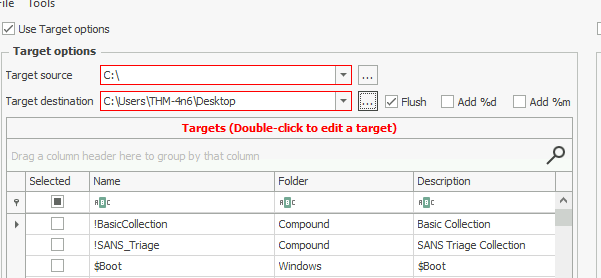 File Tools
Use Target options
Target options
Target source C:\ ...
Target destination C:\Users\THM-4n6\Desktop ... Flush Add %d Add %m
Targets (Double-click to edit a target)
Drag a column header here to group by that column
Selected Name Folder Description
ABC ABC ABC
!BasicCollection Compound Basic Collection
!SANS_Triage Compound SANS Triage Collection
$Boot Windows $Boot